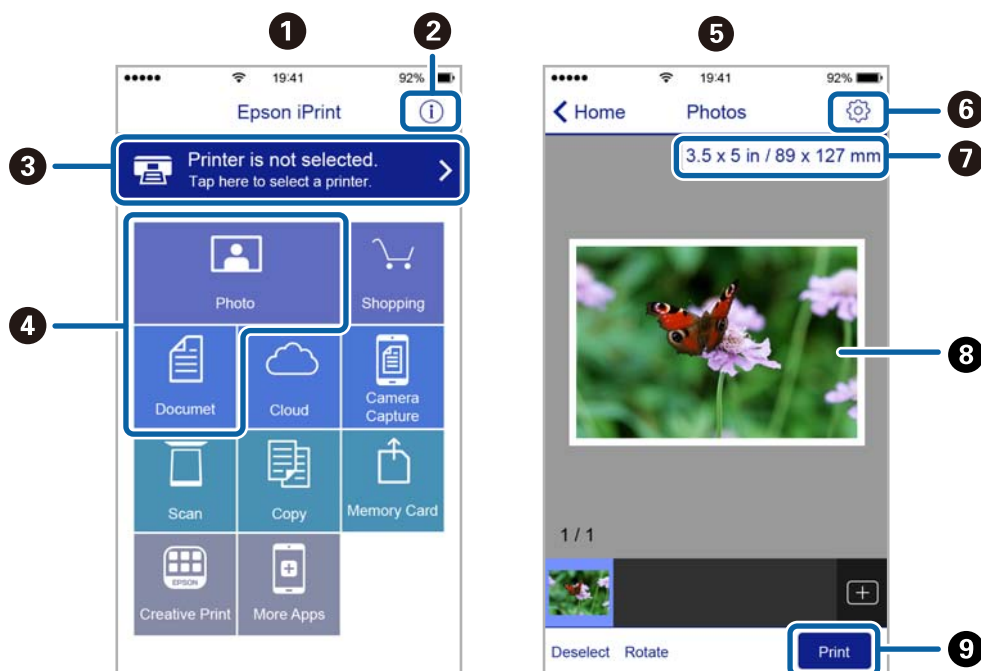 1
2
5
19:41
92%
Epson iPrint
i
3
Printer is not selected.
Tap here to select a printer.
4
Photo
Shopping
Documet
Cloud
Camera
Capture
Scan
Copy
Memory Card
EPSON
Creative Print
More Apps
19:41
92%
Home
Photos
6
3.5 x 5 in / 89 x 127 mm
7
8
1 / 1
Deselect
Rotate
Print
9